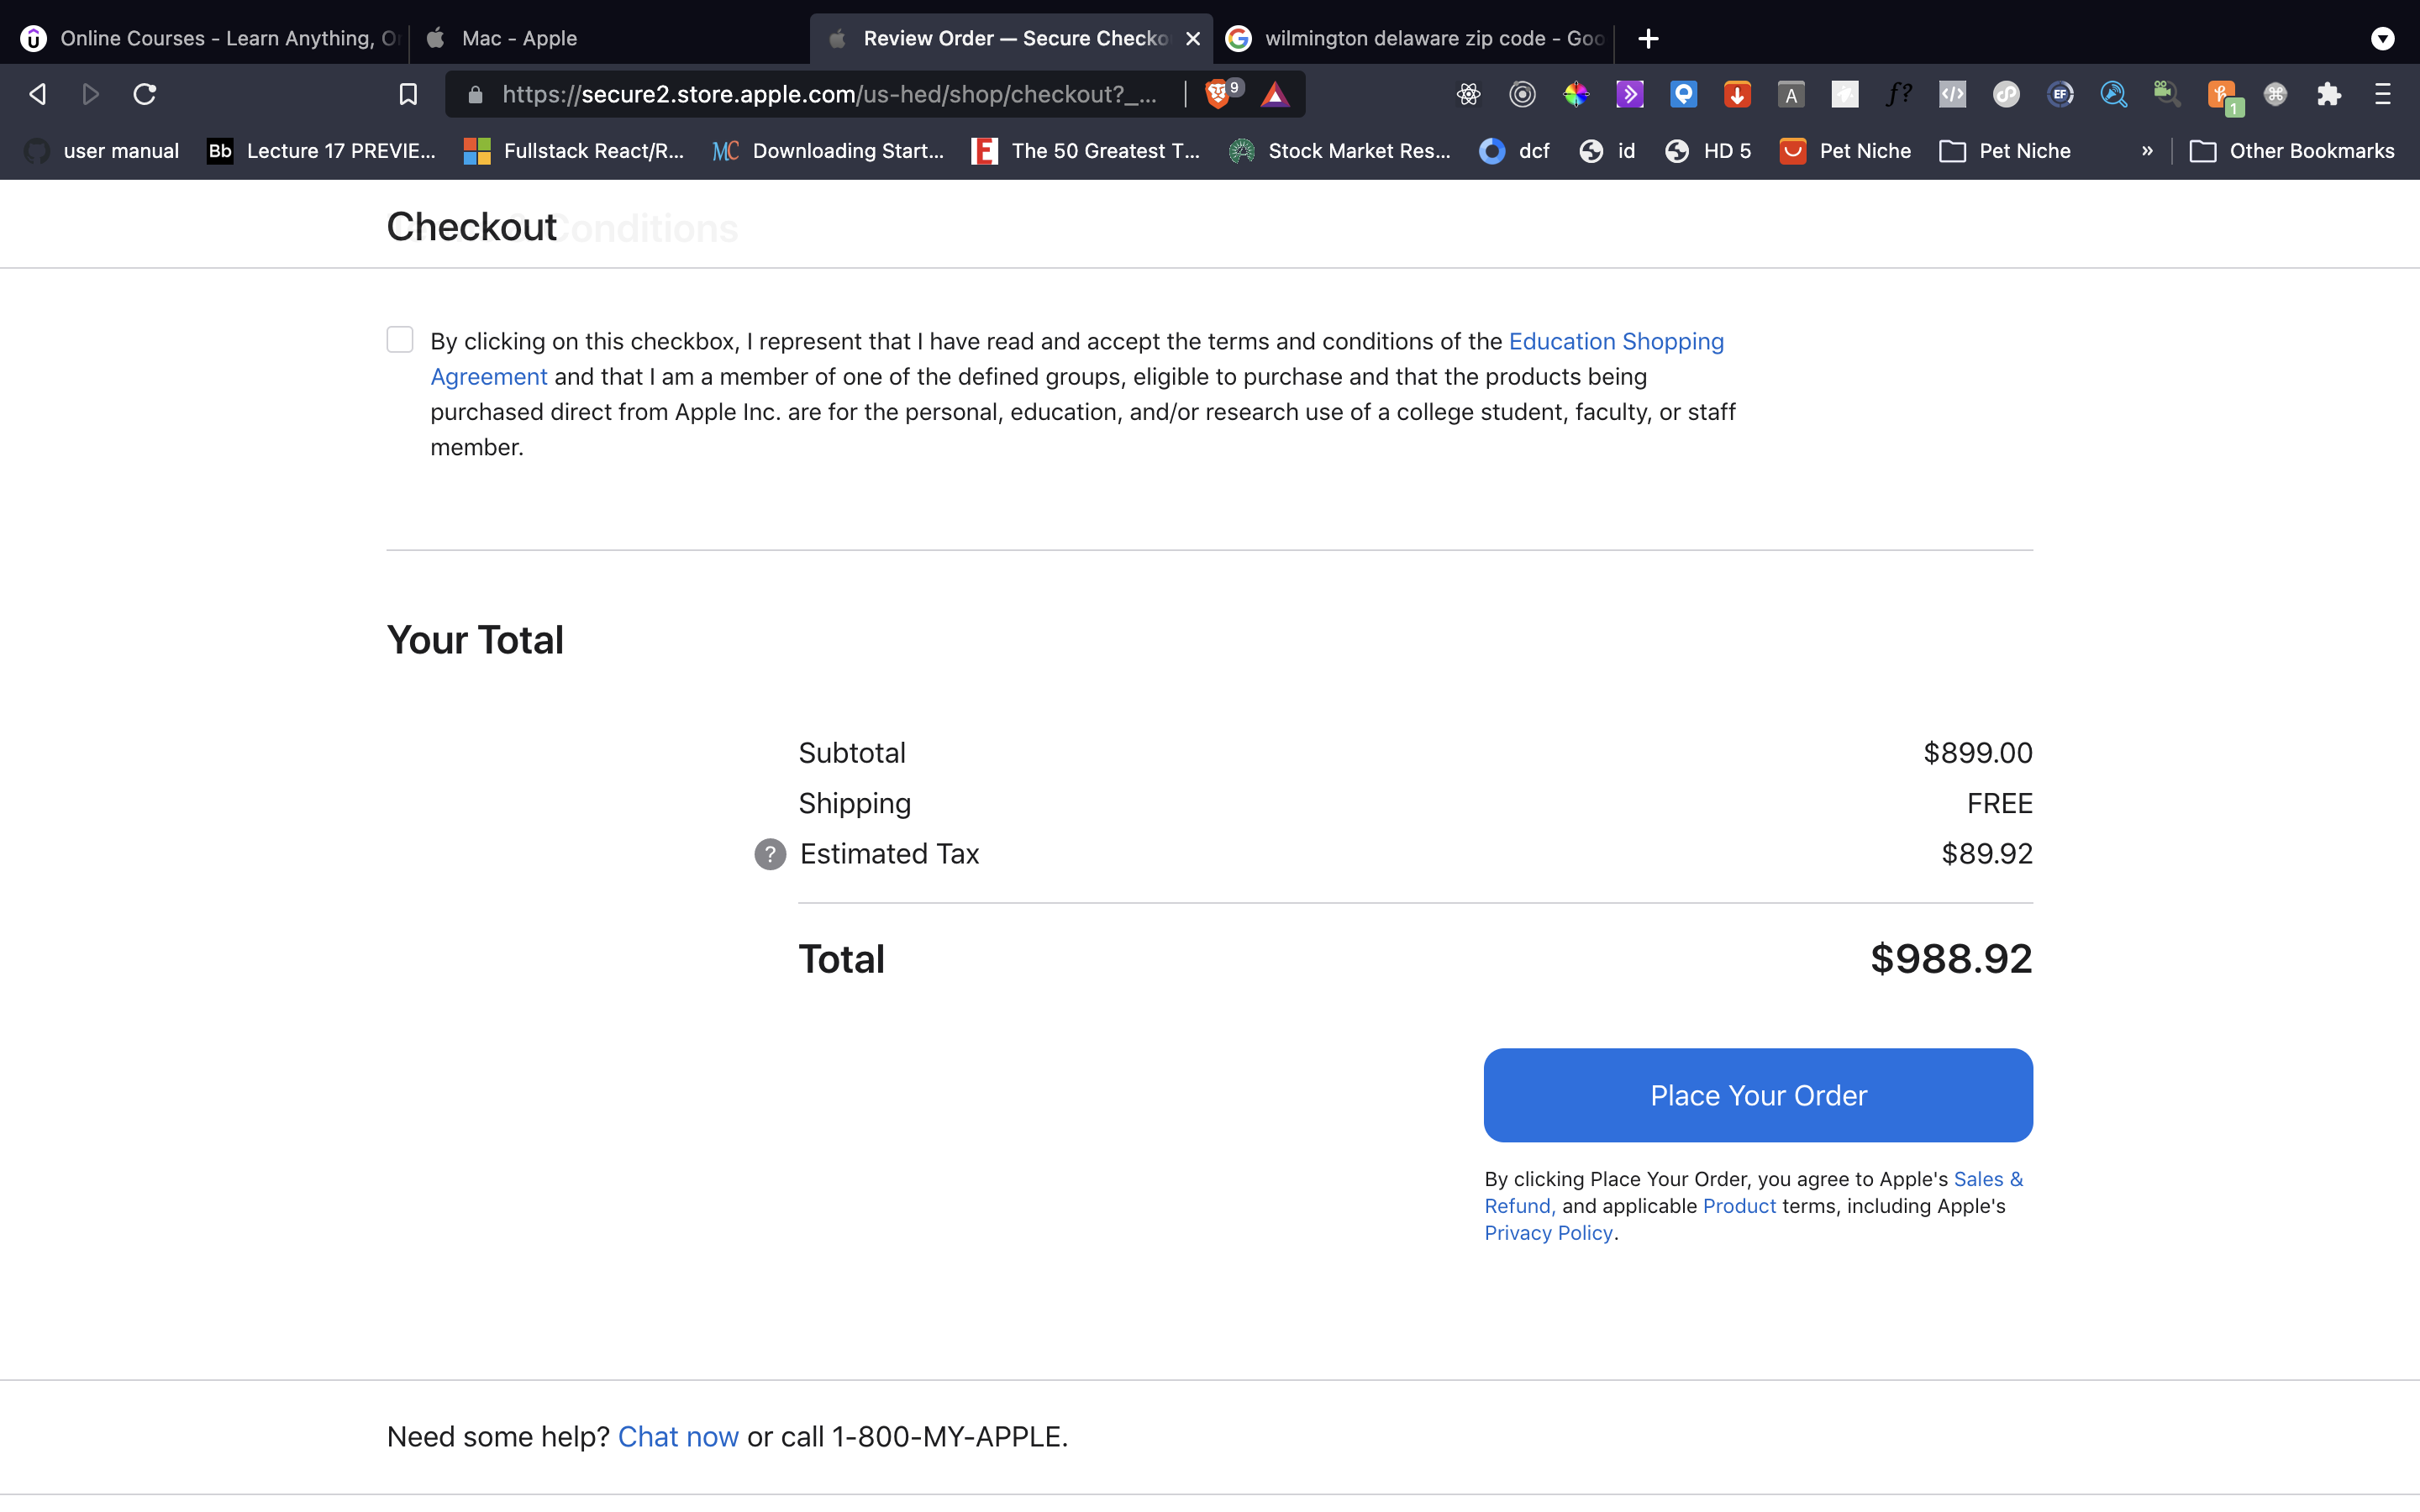 Online Courses - Learn Anything, O
Mac - Apple
Review Order — Secure Checko
wilmington delaware zip code - Goo
https://secure2.store.apple.com/us-hed/shop/checkout?_...
9
A
f?
</>
EF
1
user manual
Bb Lecture 17 PREVIE...
Fullstack React/R...
MC Downloading Start...
E The 50 Greatest T...
Stock Market Res...
dcf
id
HD 5
Pet Niche
Pet Niche
»
Other Bookmarks
Checkout
Conditions
By clicking on this checkbox, I represent that I have read and accept the terms and conditions of the Education Shopping
Agreement and that I am a member of one of the defined groups, eligible to purchase and that the products being
purchased direct from Apple Inc. are for the personal, education, and/or research use of a college student, faculty, or staff
member.
Your Total
Subtotal $899.00
Shipping FREE
? Estimated Tax $89.92
Total $988.92
Place Your Order
By clicking Place Your Order, you agree to Apple's Sales &
Refund, and applicable Product terms, including Apple's
Privacy Policy.
Need some help? Chat now or call 1-800-MY-APPLE.